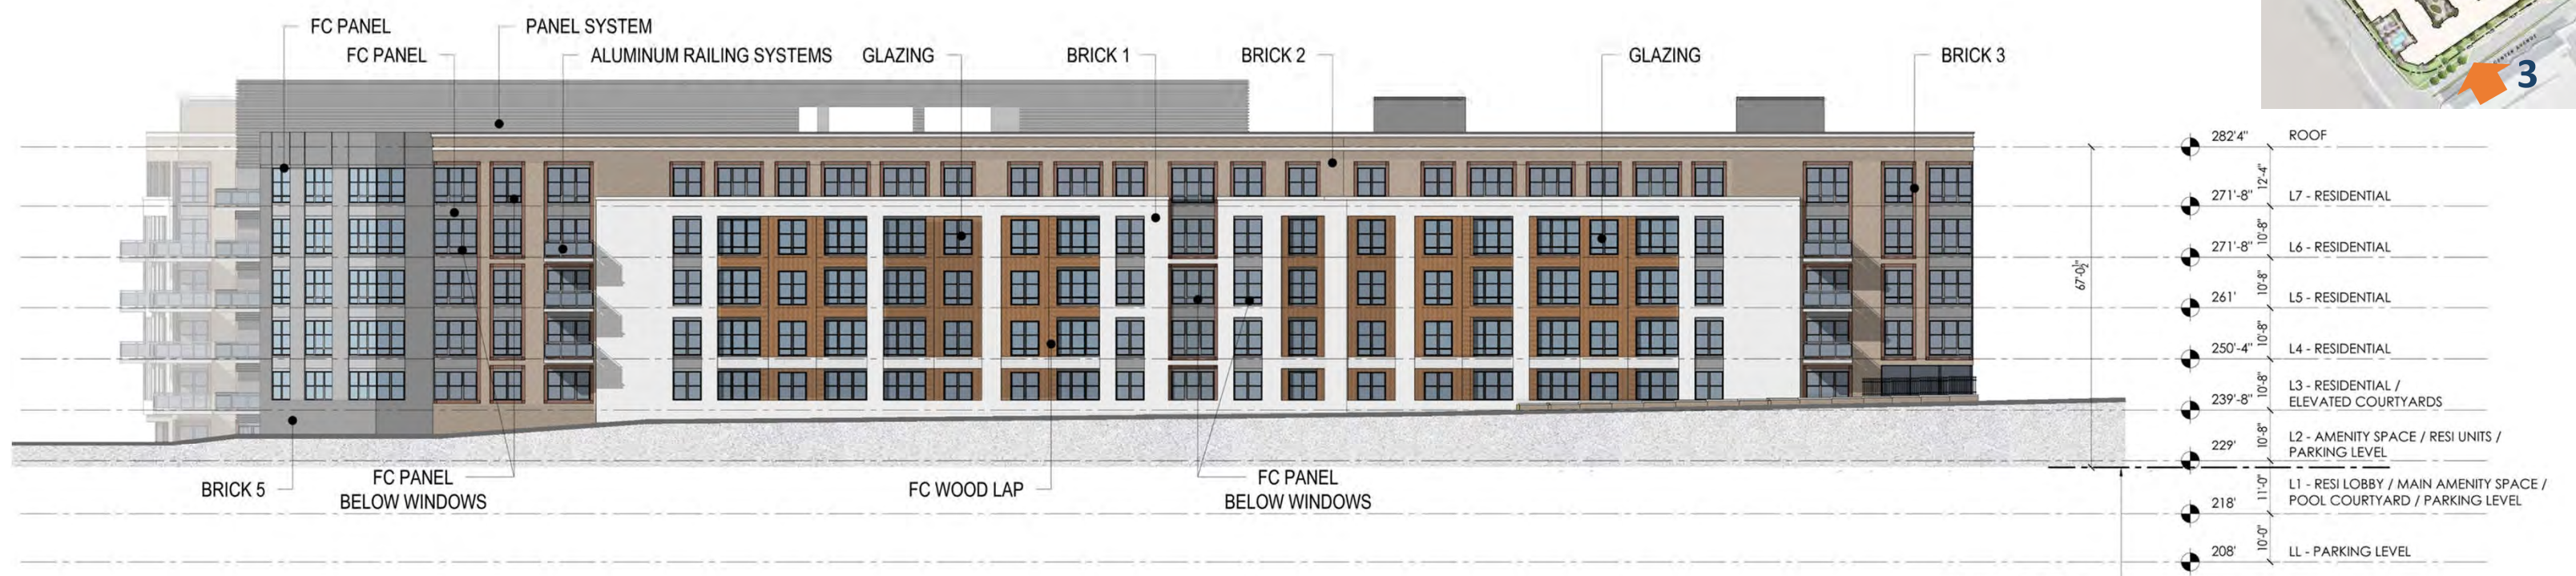 FC PANEL
PANEL SYSTEM
FC PANEL
ALUMINUM RAILING SYSTEMS
GLAZING
BRICK 1
BRICK 2
GLAZING
BRICK 3
CENTER AVENUE
3
282'4"
ROOF
12'-4"
271'-8"
L7 - RESIDENTIAL
10'-8"
271'-8"
L6 - RESIDENTIAL
10'-8"
261'
L5 - RESIDENTIAL
10'-8"
250'-4"
L4 - RESIDENTIAL
10'-8"
239'-8"
L3 - RESIDENTIAL /
ELEVATED COURTYARDS
10'-8"
229'
L2 - AMENITY SPACE / RESI UNITS /
PARKING LEVEL
11'-0"
218'
L1 - RESI LOBBY / MAIN AMENITY SPACE /
POOL COURTYARD / PARKING LEVEL
10'-0"
208'
LL - PARKING LEVEL
67'-0½"
BRICK 5
FC PANEL
BELOW WINDOWS
FC WOOD LAP
FC PANEL
BELOW WINDOWS